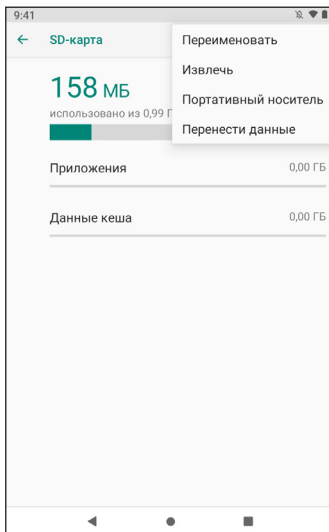 9:41
SD-карта
Переименовать
Извлечь
Портативный носитель
Перенести данные
158 МБ
использовано из 0,99 Г
Приложения 0,00 ГБ
Данные кеша 0,00 ГБ